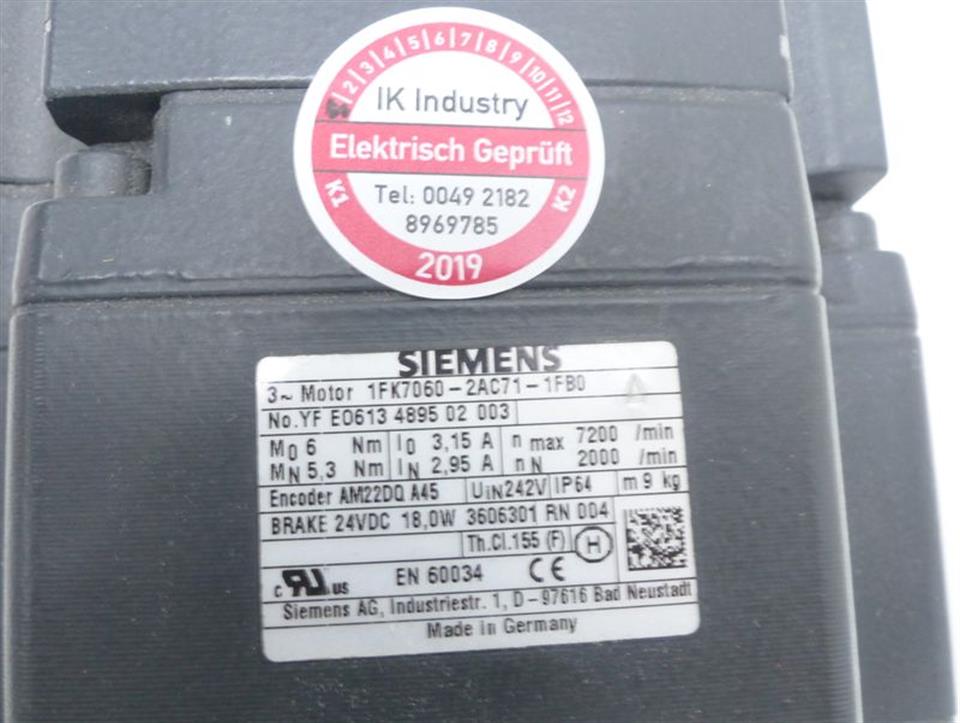 2 3 4 5 6 7 8 9 10 11 12
IK Industry
Elektrisch Geprüft
K1 Tel: 0049 2182 K2
8969785
2019
SIEMENS
3~ Motor 1FK7060-2AC71-1FB0
No.YF E0613 4895 02 003
M0 6 Nm I0 3,15 A n max 7200 /min
MN 5,3 Nm IN 2,95 A n N 2000 /min
Encoder AM22DQ A45 UIN242V IP64 m 9 kg
BRAKE 24VDC 18,0W 3606301 RN 004
Th.Cl.155 (F) H
c RU US EN 60034 CE
Siemens AG, Industriestr. 1, D-97616 Bad Neustadt
Made in Germany